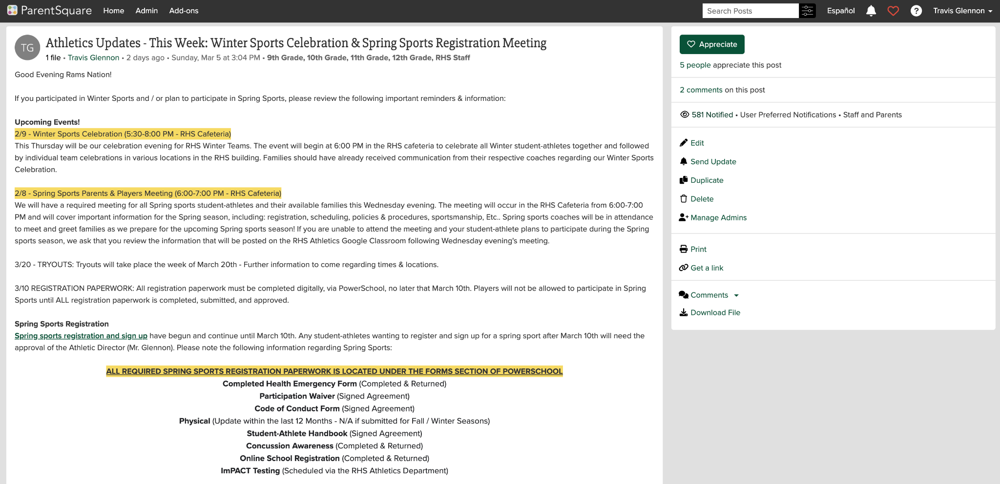 ParentSquare Home Admin Add-ons Search Posts Español Travis Glennon
TG
Athletics Updates - This Week: Winter Sports Celebration & Spring Sports Registration Meeting
1 file • Travis Glennon • 2 days ago • Sunday, Mar 5 at 3:04 PM • 9th Grade, 10th Grade, 11th Grade, 12th Grade, RHS Staff
Good Evening Rams Nation!
If you participated in Winter Sports and / or plan to participate in Spring Sports, please review the following important reminders & information:
Upcoming Events!
2/9 - Winter Sports Celebration (5:30-8:00 PM - RHS Cafeteria)
This Thursday will be our celebration evening for RHS Winter Teams. The event will begin at 6:00 PM in the RHS cafeteria to celebrate all Winter student-athletes together and followed
by individual team celebrations in various locations in the RHS building. Families should have already received communication from their respective coaches regarding our Winter Sports
Celebration.
2/8 - Spring Sports Parents & Players Meeting (6:00-7:00 PM - RHS Cafeteria)
We will have a required meeting for all Spring sports student-athletes and their available families this Wednesday evening. The meeting will occur in the RHS Cafeteria from 6:00-7:00
PM and will cover important information for the Spring season, including: registration, scheduling, policies & procedures, sportsmanship, Etc.. Spring sports coaches will be in attendance
to meet and greet families as we prepare for the upcoming Spring sports season! If you are unable to attend the meeting and your student-athlete plans to participate during the Spring
sports season, we ask that you review the information that will be posted on the RHS Athletics Google Classroom following Wednesday evening's meeting.
3/20 - TRYOUTS: Tryouts will take place the week of March 20th - Further information to come regarding times & locations.
3/10 REGISTRATION PAPERWORK: All registration paperwork must be completed digitally, via PowerSchool, no later that March 10th. Players will not be allowed to participate in Spring
Sports until ALL registration paperwork is completed, submitted, and approved.
Spring Sports Registration
Spring sports registration and sign up have begun and continue until March 10th. Any student-athletes wanting to register and sign up for a spring sport after March 10th will need the
approval of the Athletic Director (Mr. Glennon). Please note the following information regarding Spring Sports:
ALL REQUIRED SPRING SPORTS REGISTRATION PAPERWORK IS LOCATED UNDER THE FORMS SECTION OF POWERSCHOOL
Completed Health Emergency Form (Completed & Returned)
Participation Waiver (Signed Agreement)
Code of Conduct Form (Signed Agreement)
Physical (Update within the last 12 Months - N/A if submitted for Fall / Winter Seasons)
Student-Athlete Handbook (Signed Agreement)
Concussion Awareness (Completed & Returned)
Online School Registration (Completed & Returned)
ImPACT Testing (Scheduled via the RHS Athletics Department)
Appreciate
5 people appreciate this post
2 comments on this post
581 Notified • User Preferred Notifications • Staff and Parents
Edit
Send Update
Duplicate
Delete
Manage Admins
Print
Get a link
Comments
Download File